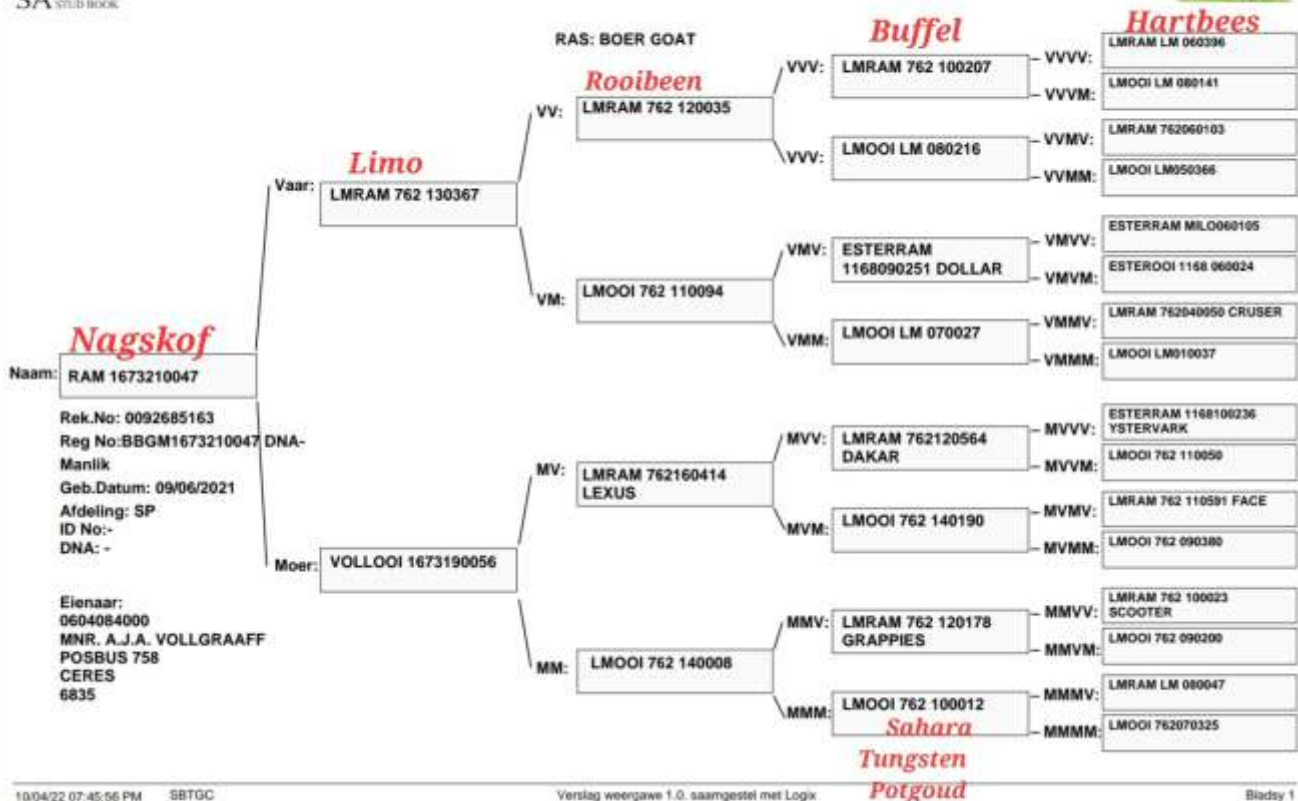 SA STUD BOOK
RAS: BOER GOAT
Naam:
Nagskof
RAM 1673210047
Rek.No: 0092685163
Reg No:BBGM1673210047 DNA-
Manlik
Geb.Datum: 09/06/2021
Afdeling: SP
ID No:-
DNA: -
Eienaar:
0604084000
MNR. A.J.A. VOLLGRAAFF
POSBUS 758
CERES
6835
Vaar:
Limo
LMRAM 762 130367
Moer:
VOLLOOI 1673190056
VV:
Rooibeen
LMRAM 762 120035
VM:
LMOOI 762 110094
MV:
LMRAM 762160414
LEXUS
MM:
LMOOI 762 140008
VVV:
Buffel
LMRAM 762 100207
VVV:
LMOOI LM 080216
VMV:
ESTERRAM
1168090251 DOLLAR
VMM:
LMOOI LM 070027
MVV:
LMRAM 762120564
DAKAR
MVM:
LMOOI 762 140190
MMV:
LMRAM 762 120178
GRAPPIES
MMM:
LMOOI 762 100012
Sahara
Tungsten
Potgoud
Hartbees
VVVV:
LMRAM LM 060396
VVVM:
LMOOI LM 080141
VVMV:
LMRAM 762060103
VVMM:
LMOOI LM050366
VMVV:
ESTERRAM MILO060105
VMVM:
ESTEROOI 1168 060024
VMMV:
LMRAM 762040050 CRUSER
VMMM:
LMOOI LM010037
MVVV:
ESTERRAM 1168100236
YSTERVARK
MVVM:
LMOOI 762 110050
MVMV:
LMRAM 762 110591 FACE
MVMM:
LMOOI 762 090380
MMVV:
LMRAM 762 100023
SCOOTER
MMVM:
LMOOI 762 090200
MMMV:
LMRAM LM 080047
MMMM:
LMOOI 762070325
10/04/22 07:45:56 PM SBTGC
Verslag weergawe 1.0. saamgestel met Logix
Bladsy 1